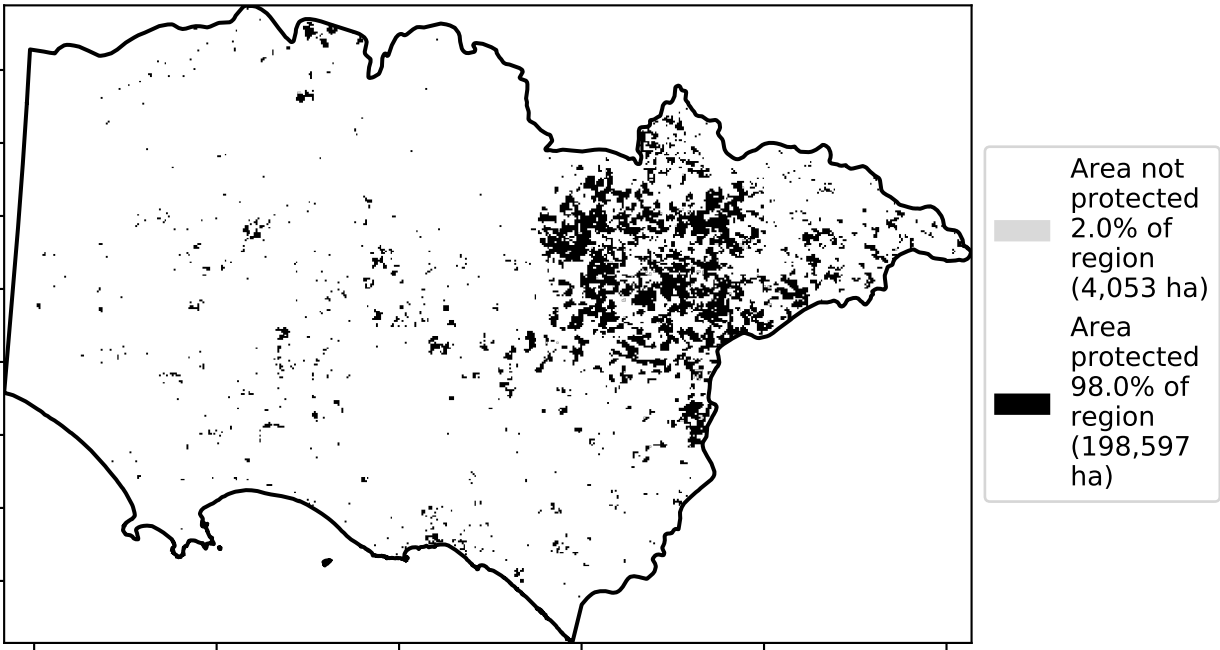 Area not
protected
2.0% of
region
(4,053 ha)
Area
protected
98.0% of
region
(198,597
ha)